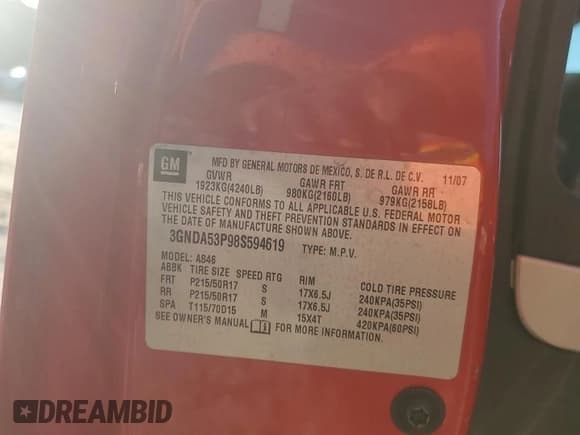 GM
MFD BY GENERAL MOTORS DE MEXICO, S. DE R.L. DE C.V. 11/07
GVWR GAWR FRT GAWR RR
1923KG(4240LB) 980KG(2160LB) 979KG(2158LB)
THIS VEHICLE CONFORMS TO ALL APPLICABLE U.S. FEDERAL MOTOR
VEHICLE SAFETY AND THEFT PREVENTION STANDARDS IN EFFECT ON
THE DATE OF MANUFACTURE SHOWN ABOVE.
3GNDA53P98S594619 TYPE: M.P.V.
MODEL: AS46
ABBK TIRE SIZE SPEED RTG RIM COLD TIRE PRESSURE
FRT P215/50R17 S 17X6.5J 240KPA(35PSI)
RR P215/50R17 S 17X6.5J 240KPA(35PSI)
SPA T115/70D15 M 15X4T 420KPA(60PSI)
SEE OWNER'S MANUAL FOR MORE INFORMATION.
DREAMBID